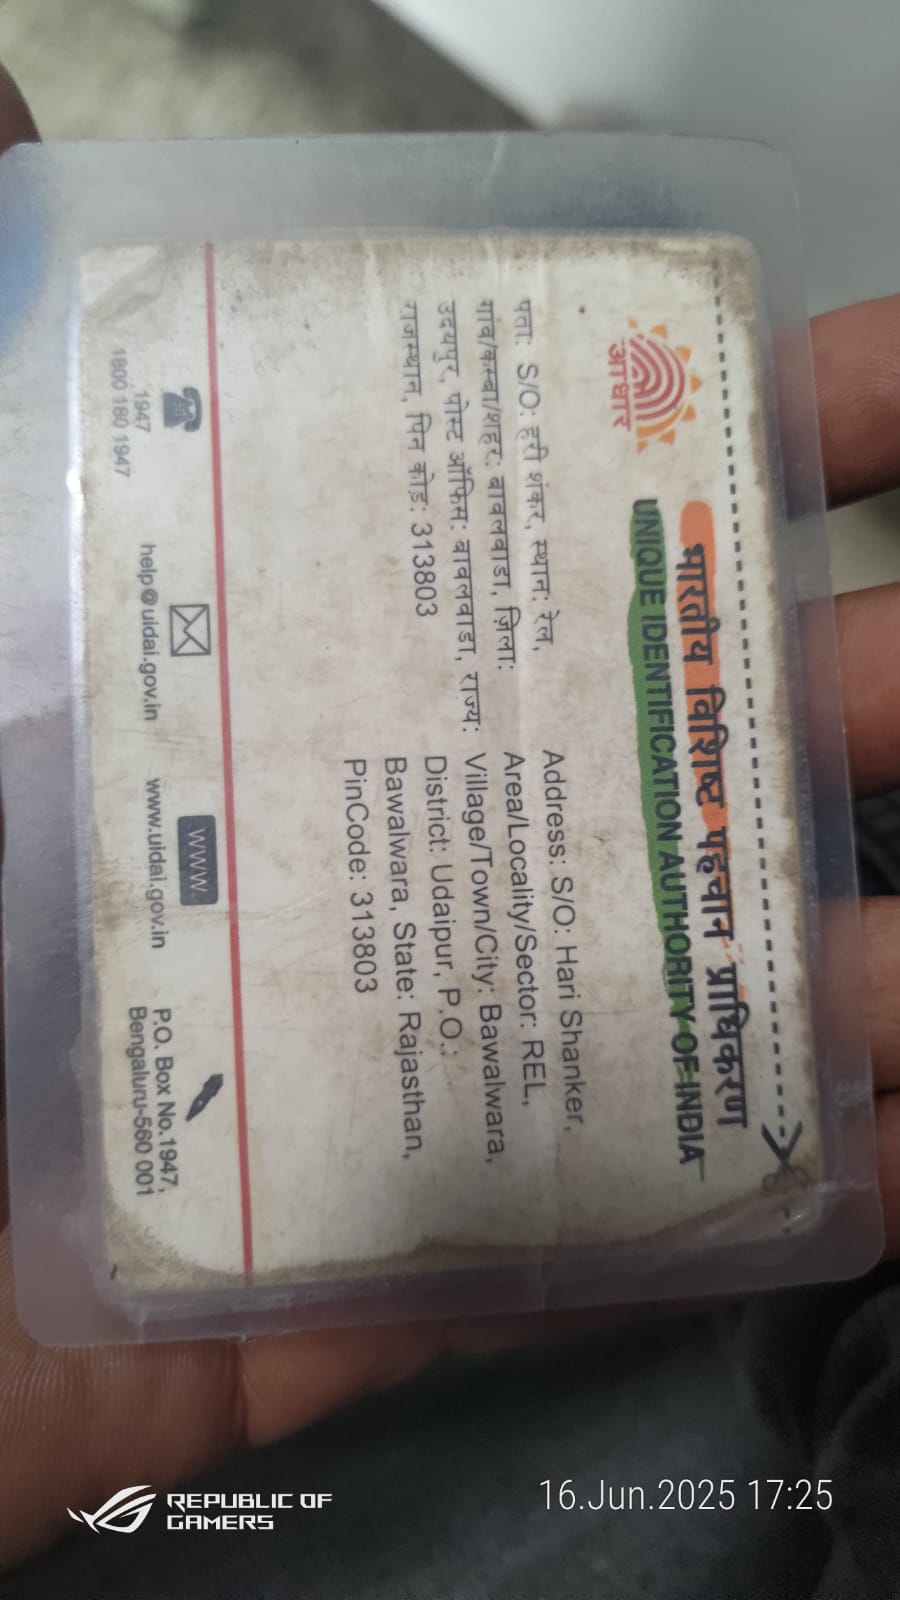 भारतीय विशिष्ट पहचान प्राधिकरण
UNIQUE IDENTIFICATION AUTHORITY OF INDIA
आधार
पता: S/O: हरी शंकर, स्थान: रेल,
गांव/कस्बा/शहर: बावलवाडा, ज़िला:
उदयपुर, पोस्ट ऑफिस: बावलवाडा, राज्य:
राजस्थान, पिन कोड: 313803
Address: S/O: Hari Shanker,
Area/Locality/Sector: REL,
Village/Town/City: Bawalwara,
District: Udaipur, P.O.:
Bawalwara, State: Rajasthan,
PinCode: 313803
1947
1800 180 1947
help@uidai.gov.in
www.
www.uidai.gov.in
P.O. Box No.1947,
Bengaluru-560 001
REPUBLIC OF
GAMERS
16.Jun.2025 17:25